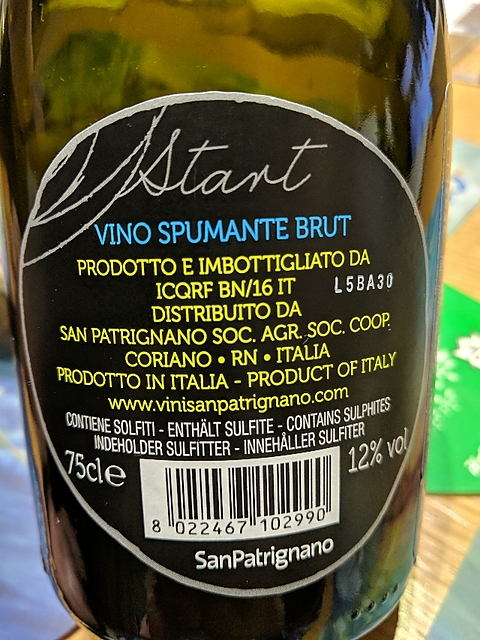 Start
VINO SPUMANTE BRUT
PRODOTTO E IMBOTTIGLIATO DA
ICQRF BN/16 IT
L5BA30
DISTRIBUITO DA
SAN PATRIGNANO SOC. AGR. SOC. COOP.
CORIANO • RN • ITALIA
PRODOTTO IN ITALIA - PRODUCT OF ITALY
www.vinisanpatrignano.com
CONTIENE SOLFITI - ENTHÄLT SULFITE - CONTAINS SULPHITES
INDEHOLDER SULFITTER - INNEHÅLLER SULFITER
75cl e
12% vol
8 022467 102990
SanPatrignano